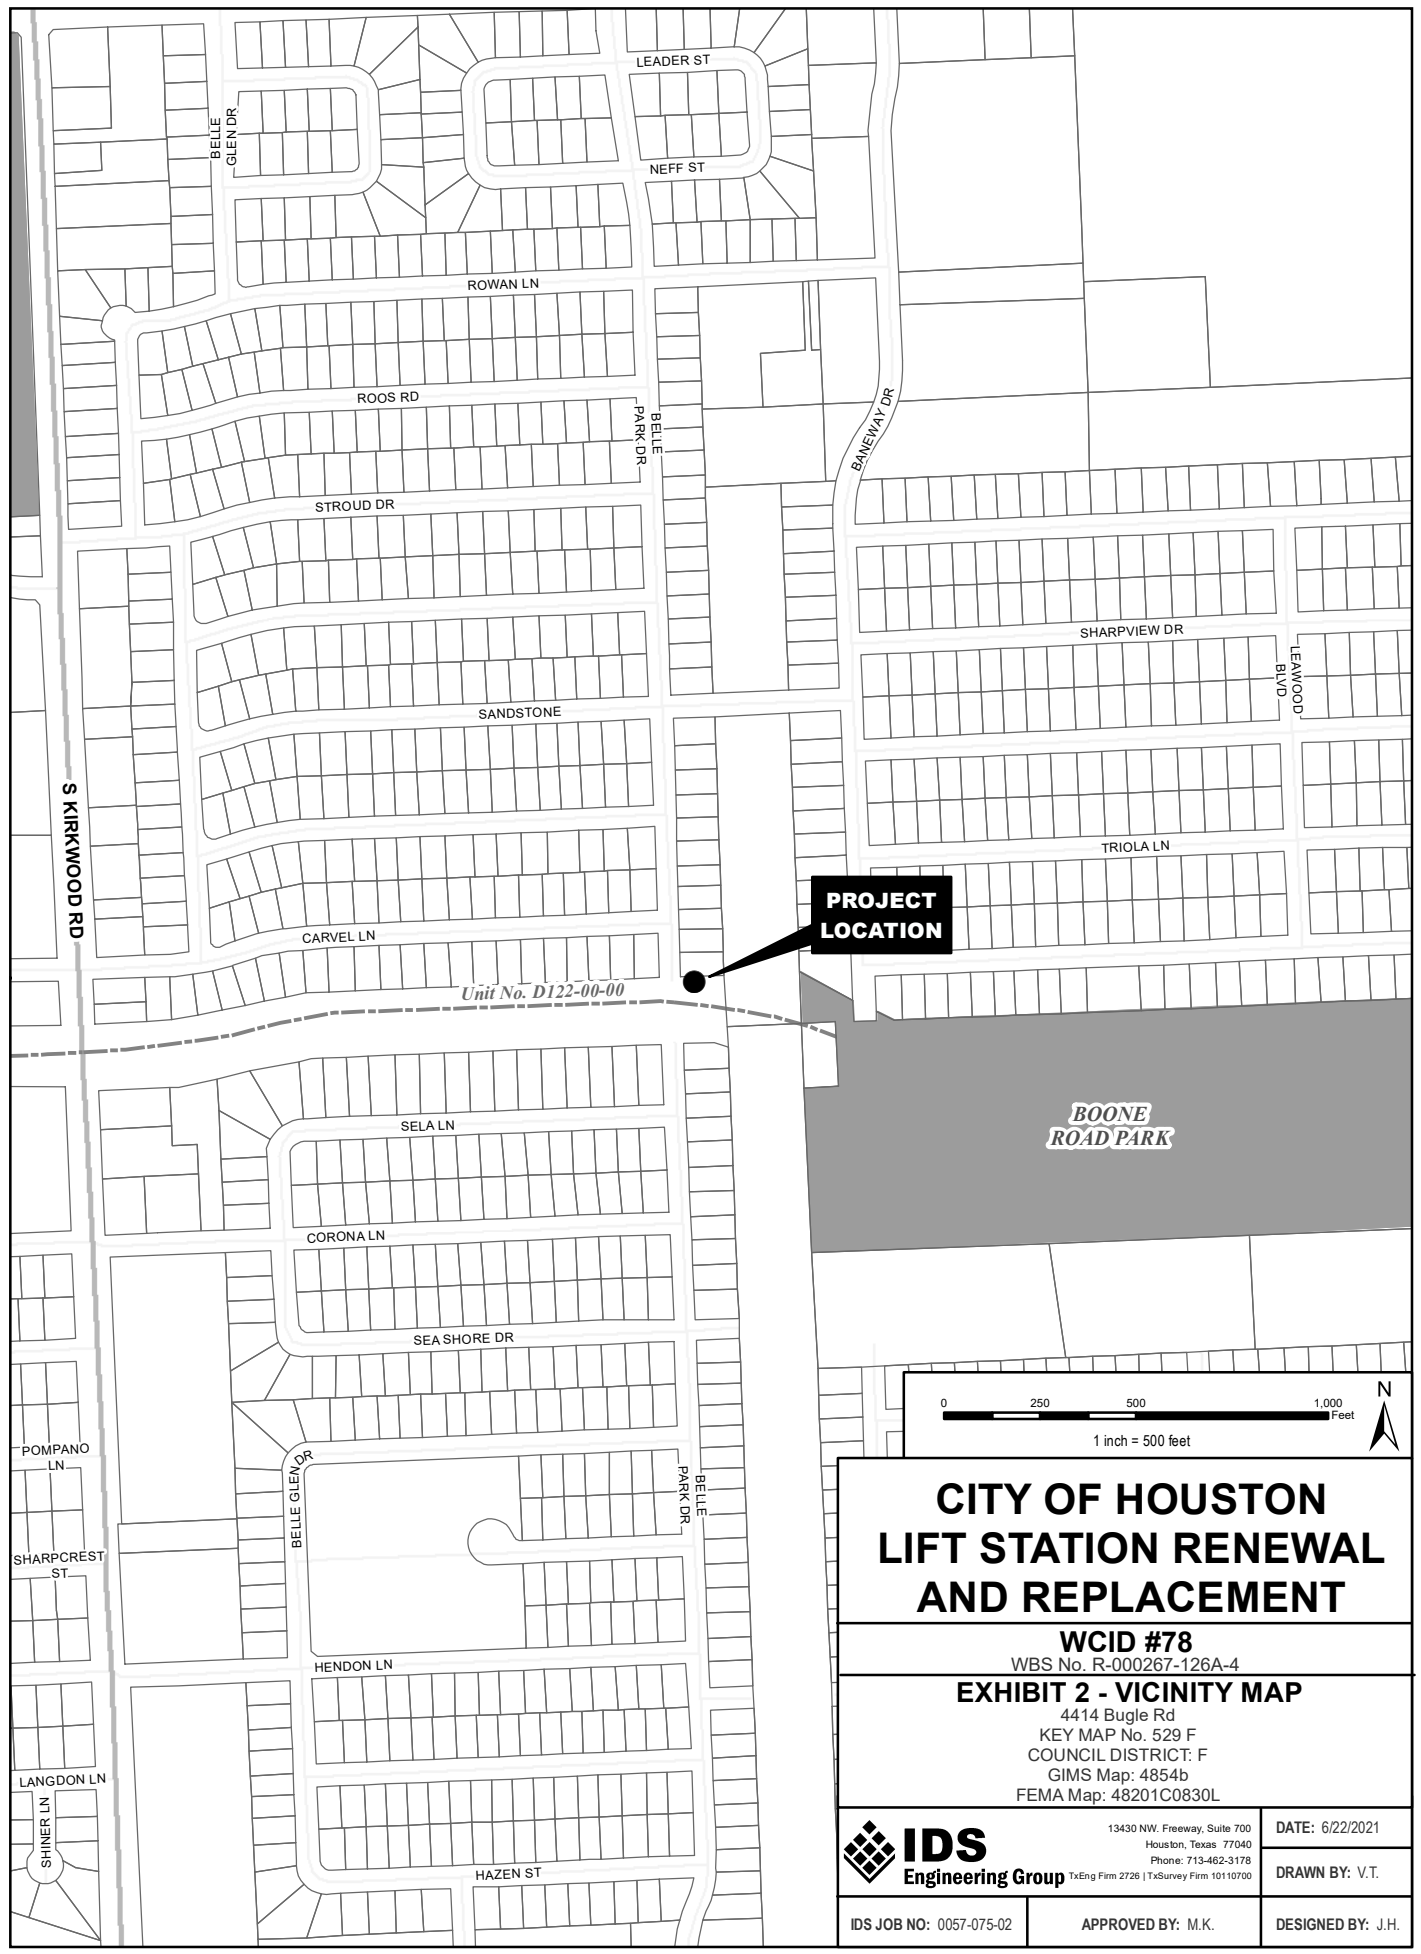 LEADER ST
BELLE
GLEN DR
NEFF ST
ROWAN LN
ROOS RD
BELLE
PARK DR
BANEWAY DR
STROUD DR
SHARPVIEW DR
LEAWOOD
BLVD
SANDSTONE
S KIRKWOOD RD
TRIOLA LN
PROJECT
LOCATION
CARVEL LN
Unit No. D122-00-00
BOONE
ROAD PARK
SELA LN
CORONA LN
SEA SHORE DR
0 250 500 1,000
Feet
N
1 inch = 500 feet
POMPANO
LN
BELLE GLEN DR
BELLE
PARK DR
SHARPCREST
ST
HENDON LN
LANGDON LN
SHINER LN
HAZEN ST
CITY OF HOUSTON
LIFT STATION RENEWAL
AND REPLACEMENT
WCID #78
WBS No. R-000267-126A-4
EXHIBIT 2 - VICINITY MAP
4414 Bugle Rd
KEY MAP No. 529 F
COUNCIL DISTRICT: F
GIMS Map: 4854b
FEMA Map: 48201C0830L
IDS
Engineering Group
13430 NW. Freeway, Suite 700
Houston, Texas 77040
Phone: 713-462-3178
TxEng Firm 2726 | TxSurvey Firm 10110700
DATE: 6/22/2021
DRAWN BY: V.T.
IDS JOB NO: 0057-075-02
APPROVED BY: M.K.
DESIGNED BY: J.H.